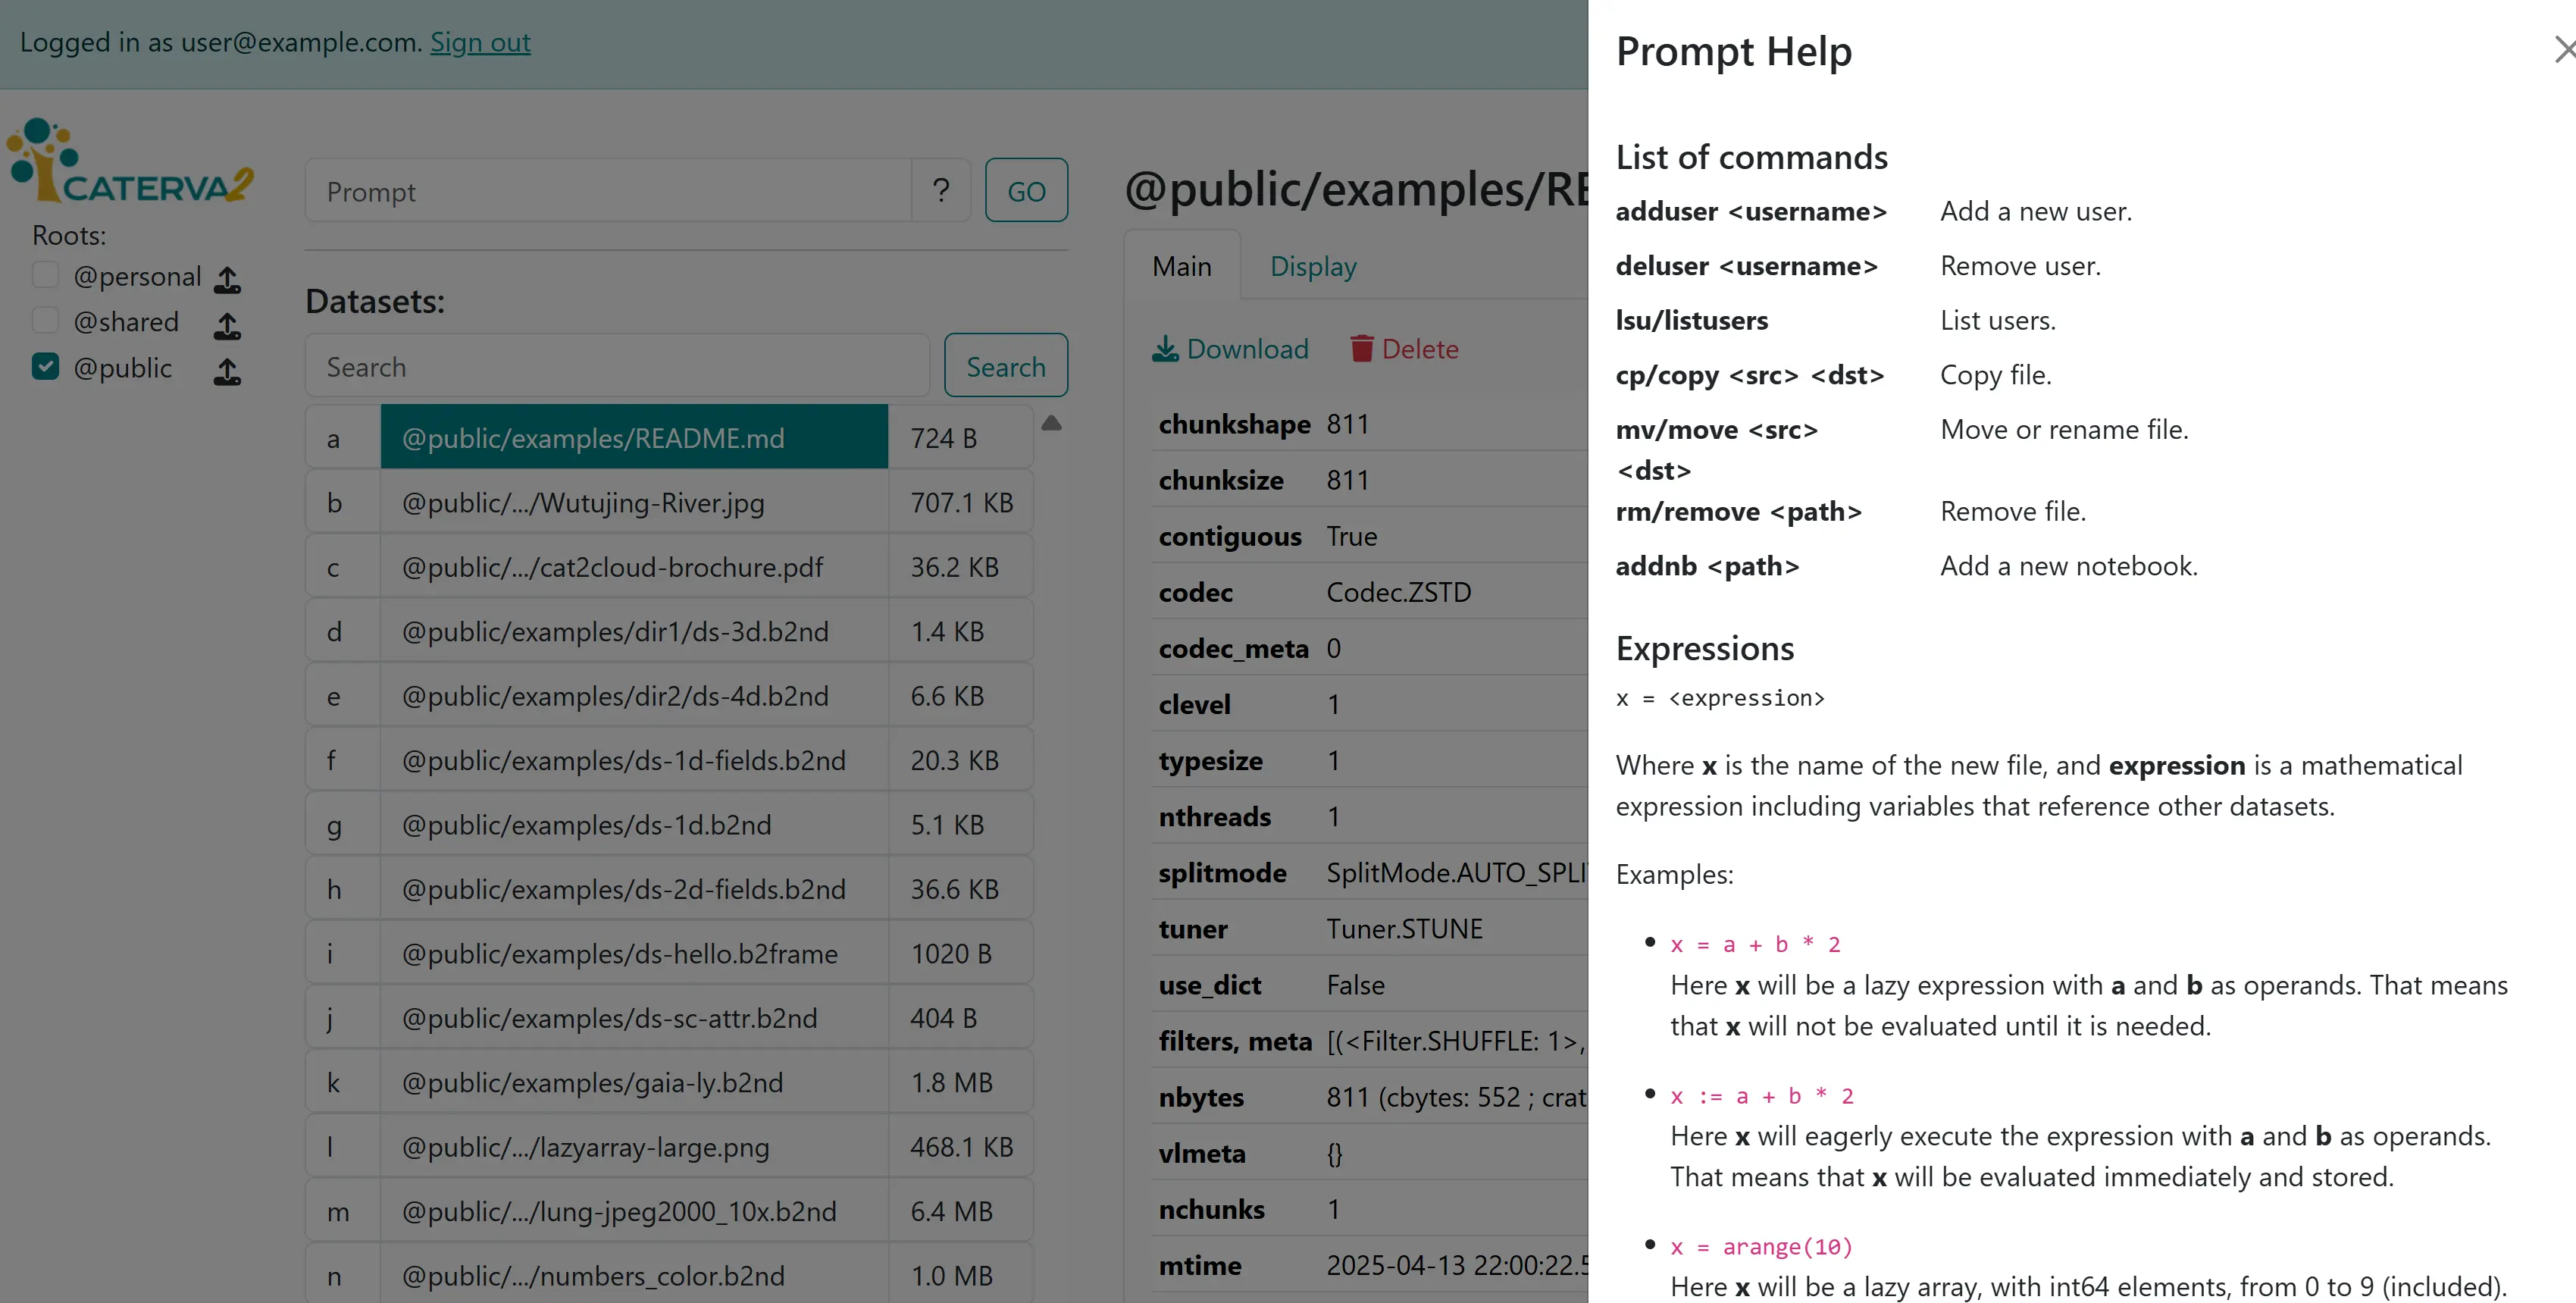 Logged in as user@example.com. Sign out
CATERVA2
Roots:
@personal
@shared
@public
Prompt
?
GO
Datasets:
Search
Search
a @public/examples/README.md 724 B
b @public/.../Wutujing-River.jpg 707.1 KB
c @public/.../cat2cloud-brochure.pdf 36.2 KB
d @public/examples/dir1/ds-3d.b2nd 1.4 KB
e @public/examples/dir2/ds-4d.b2nd 6.6 KB
f @public/examples/ds-1d-fields.b2nd 20.3 KB
g @public/examples/ds-1d.b2nd 5.1 KB
h @public/examples/ds-2d-fields.b2nd 36.6 KB
i @public/examples/ds-hello.b2frame 1020 B
j @public/examples/ds-sc-attr.b2nd 404 B
k @public/examples/gaia-ly.b2nd 1.8 MB
l @public/.../lazyarray-large.png 468.1 KB
m @public/.../lung-jpeg2000_10x.b2nd 6.4 MB
n @public/.../numbers_color.b2nd 1.0 MB
@public/examples/RE
Main Display
Download Delete
chunkshape 811
chunksize 811
contiguous True
codec Codec.ZSTD
codec_meta 0
clevel 1
typesize 1
nthreads 1
splitmode SplitMode.AUTO_SPLI
tuner Tuner.STUNE
use_dict False
filters, meta [(<Filter.SHUFFLE: 1>,
nbytes 811 (cbytes: 552 ; crat
vlmeta {}
nchunks 1
mtime 2025-04-13 22:00:22.5
Prompt Help
List of commands
adduser <username> Add a new user.
deluser <username> Remove user.
lsu/listusers List users.
cp/copy <src> <dst> Copy file.
mv/move <src> Move or rename file.
<dst>
rm/remove <path> Remove file.
addnb <path> Add a new notebook.
Expressions
x = <expression>
Where x is the name of the new file, and expression is a mathematical
expression including variables that reference other datasets.
Examples:
• x = a + b * 2
Here x will be a lazy expression with a and b as operands. That means
that x will not be evaluated until it is needed.
• x := a + b * 2
Here x will eagerly execute the expression with a and b as operands.
That means that x will be evaluated immediately and stored.
• x = arange(10)
Here x will be a lazy array, with int64 elements, from 0 to 9 (included).